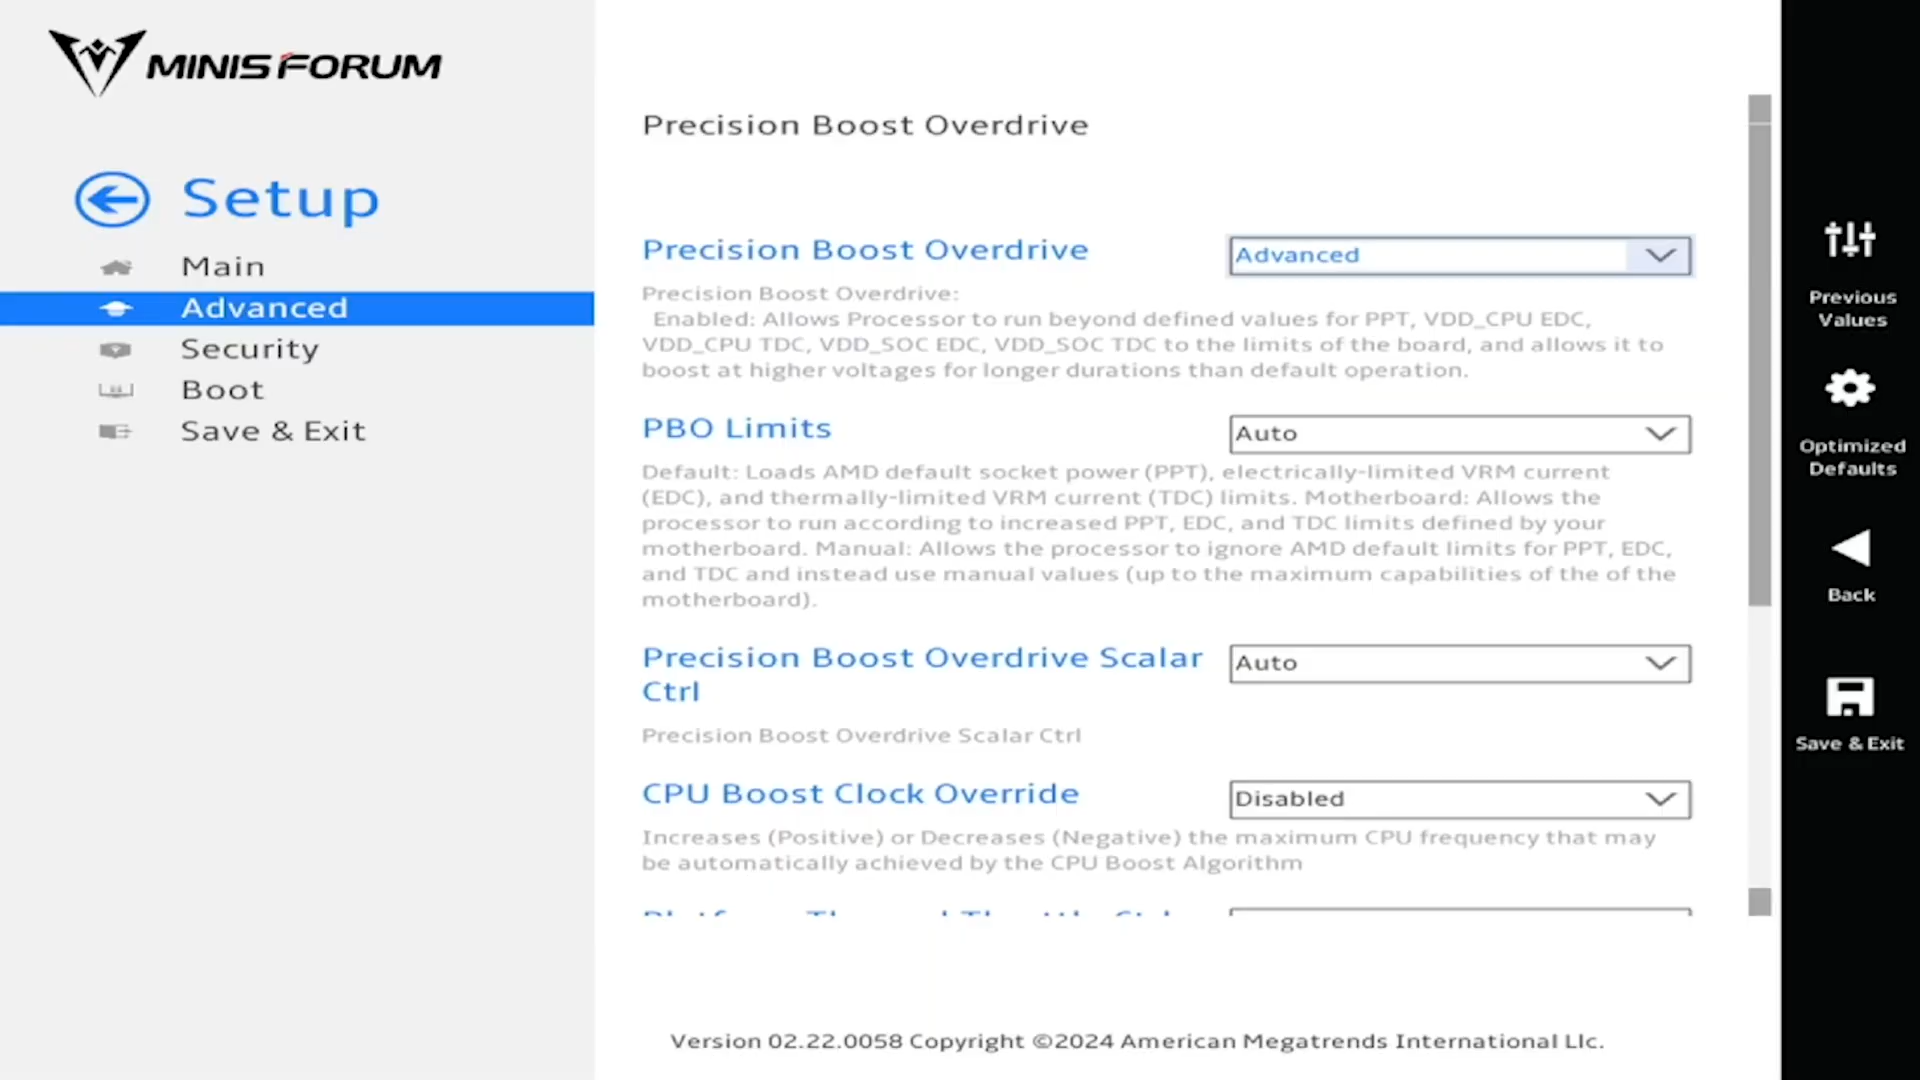 MINISFORUM
Setup
Main
Advanced
Security
Boot
Save & Exit
Precision Boost Overdrive
Precision Boost Overdrive
Advanced
Precision Boost Overdrive:
Enabled: Allows Processor to run beyond defined values for PPT, VDD_CPU EDC,
VDD_CPU TDC, VDD_SOC EDC, VDD_SOC TDC to the limits of the board, and allows it to
boost at higher voltages for longer durations than default operation.
PBO Limits
Auto
Default: Loads AMD default socket power (PPT), electrically-limited VRM current
(EDC), and thermally-limited VRM current (TDC) limits. Motherboard: Allows the
processor to run according to increased PPT, EDC, and TDC limits defined by your
motherboard. Manual: Allows the processor to ignore AMD default limits for PPT, EDC,
and TDC and instead use manual values (up to the maximum capabilities of the of the
motherboard).
Precision Boost Overdrive Scalar
Ctrl
Auto
Precision Boost Overdrive Scalar Ctrl
CPU Boost Clock Override
Disabled
Increases (Positive) or Decreases (Negative) the maximum CPU frequency that may
be automatically achieved by the CPU Boost Algorithm
Version 02.22.0058 Copyright ©2024 American Megatrends International Llc.
Previous
Values
Optimized
Defaults
Back
Save & Exit